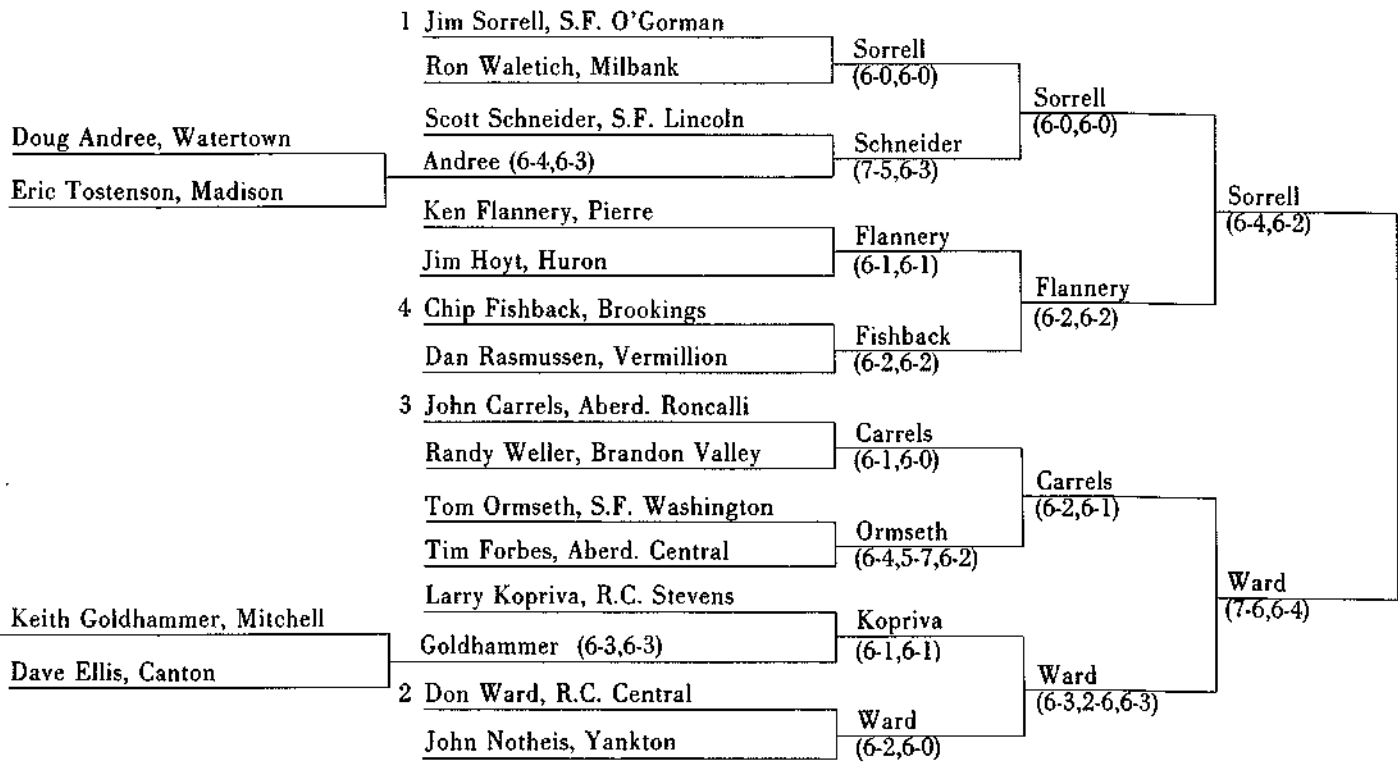 1 Jim Sorrell, S.F. O'Gorman
Ron Waletich, Milbank
Sorrell
(6-0,6-0)
Sorrell
(6-0,6-0)
Scott Schneider, S.F. Lincoln
Doug Andree, Watertown
Eric Tostenson, Madison
Andree (6-4,6-3)
Schneider
(7-5,6-3)
Sorrell
(6-4,6-2)
Ken Flannery, Pierre
Jim Hoyt, Huron
Flannery
(6-1,6-1)
Flannery
(6-2,6-2)
4 Chip Fishback, Brookings
Dan Rasmussen, Vermillion
Fishback
(6-2,6-2)
3 John Carrels, Aberd. Roncalli
Randy Weller, Brandon Valley
Carrels
(6-1,6-0)
Carrels
(6-2,6-1)
Tom Ormseth, S.F. Washington
Tim Forbes, Aberd. Central
Ormseth
(6-4,5-7,6-2)
Ward
(7-6,6-4)
Larry Kopriva, R.C. Stevens
Keith Goldhammer, Mitchell
Dave Ellis, Canton
Goldhammer (6-3,6-3)
Kopriva
(6-1,6-1)
Ward
(6-3,2-6,6-3)
2 Don Ward, R.C. Central
John Notheis, Yankton
Ward
(6-2,6-0)